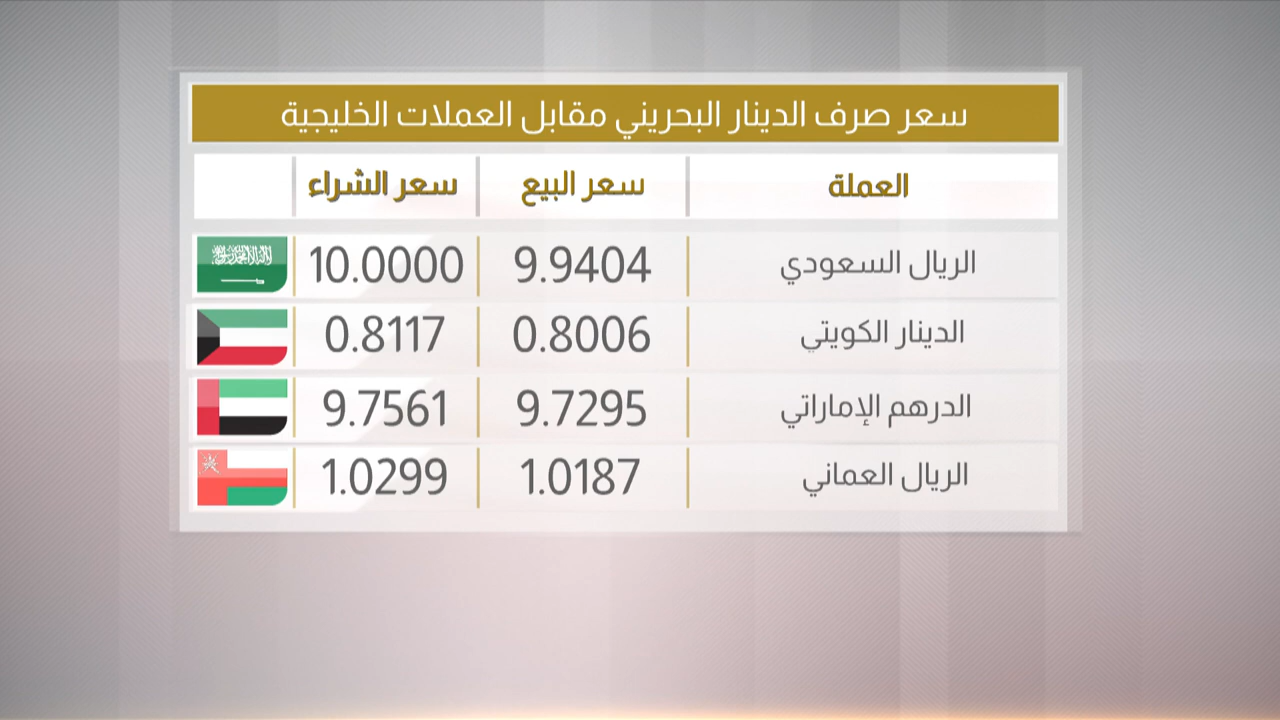 سعر صرف الدينار البحريني مقابل العملات الخليجية
العملة سعر البيع سعر الشراء
الريال السعودي 9.9404 10.0000
الدينار الكويتي 0.8006 0.8117
الدرهم الإماراتي 9.7295 9.7561
الريال العماني 1.0187 1.0299